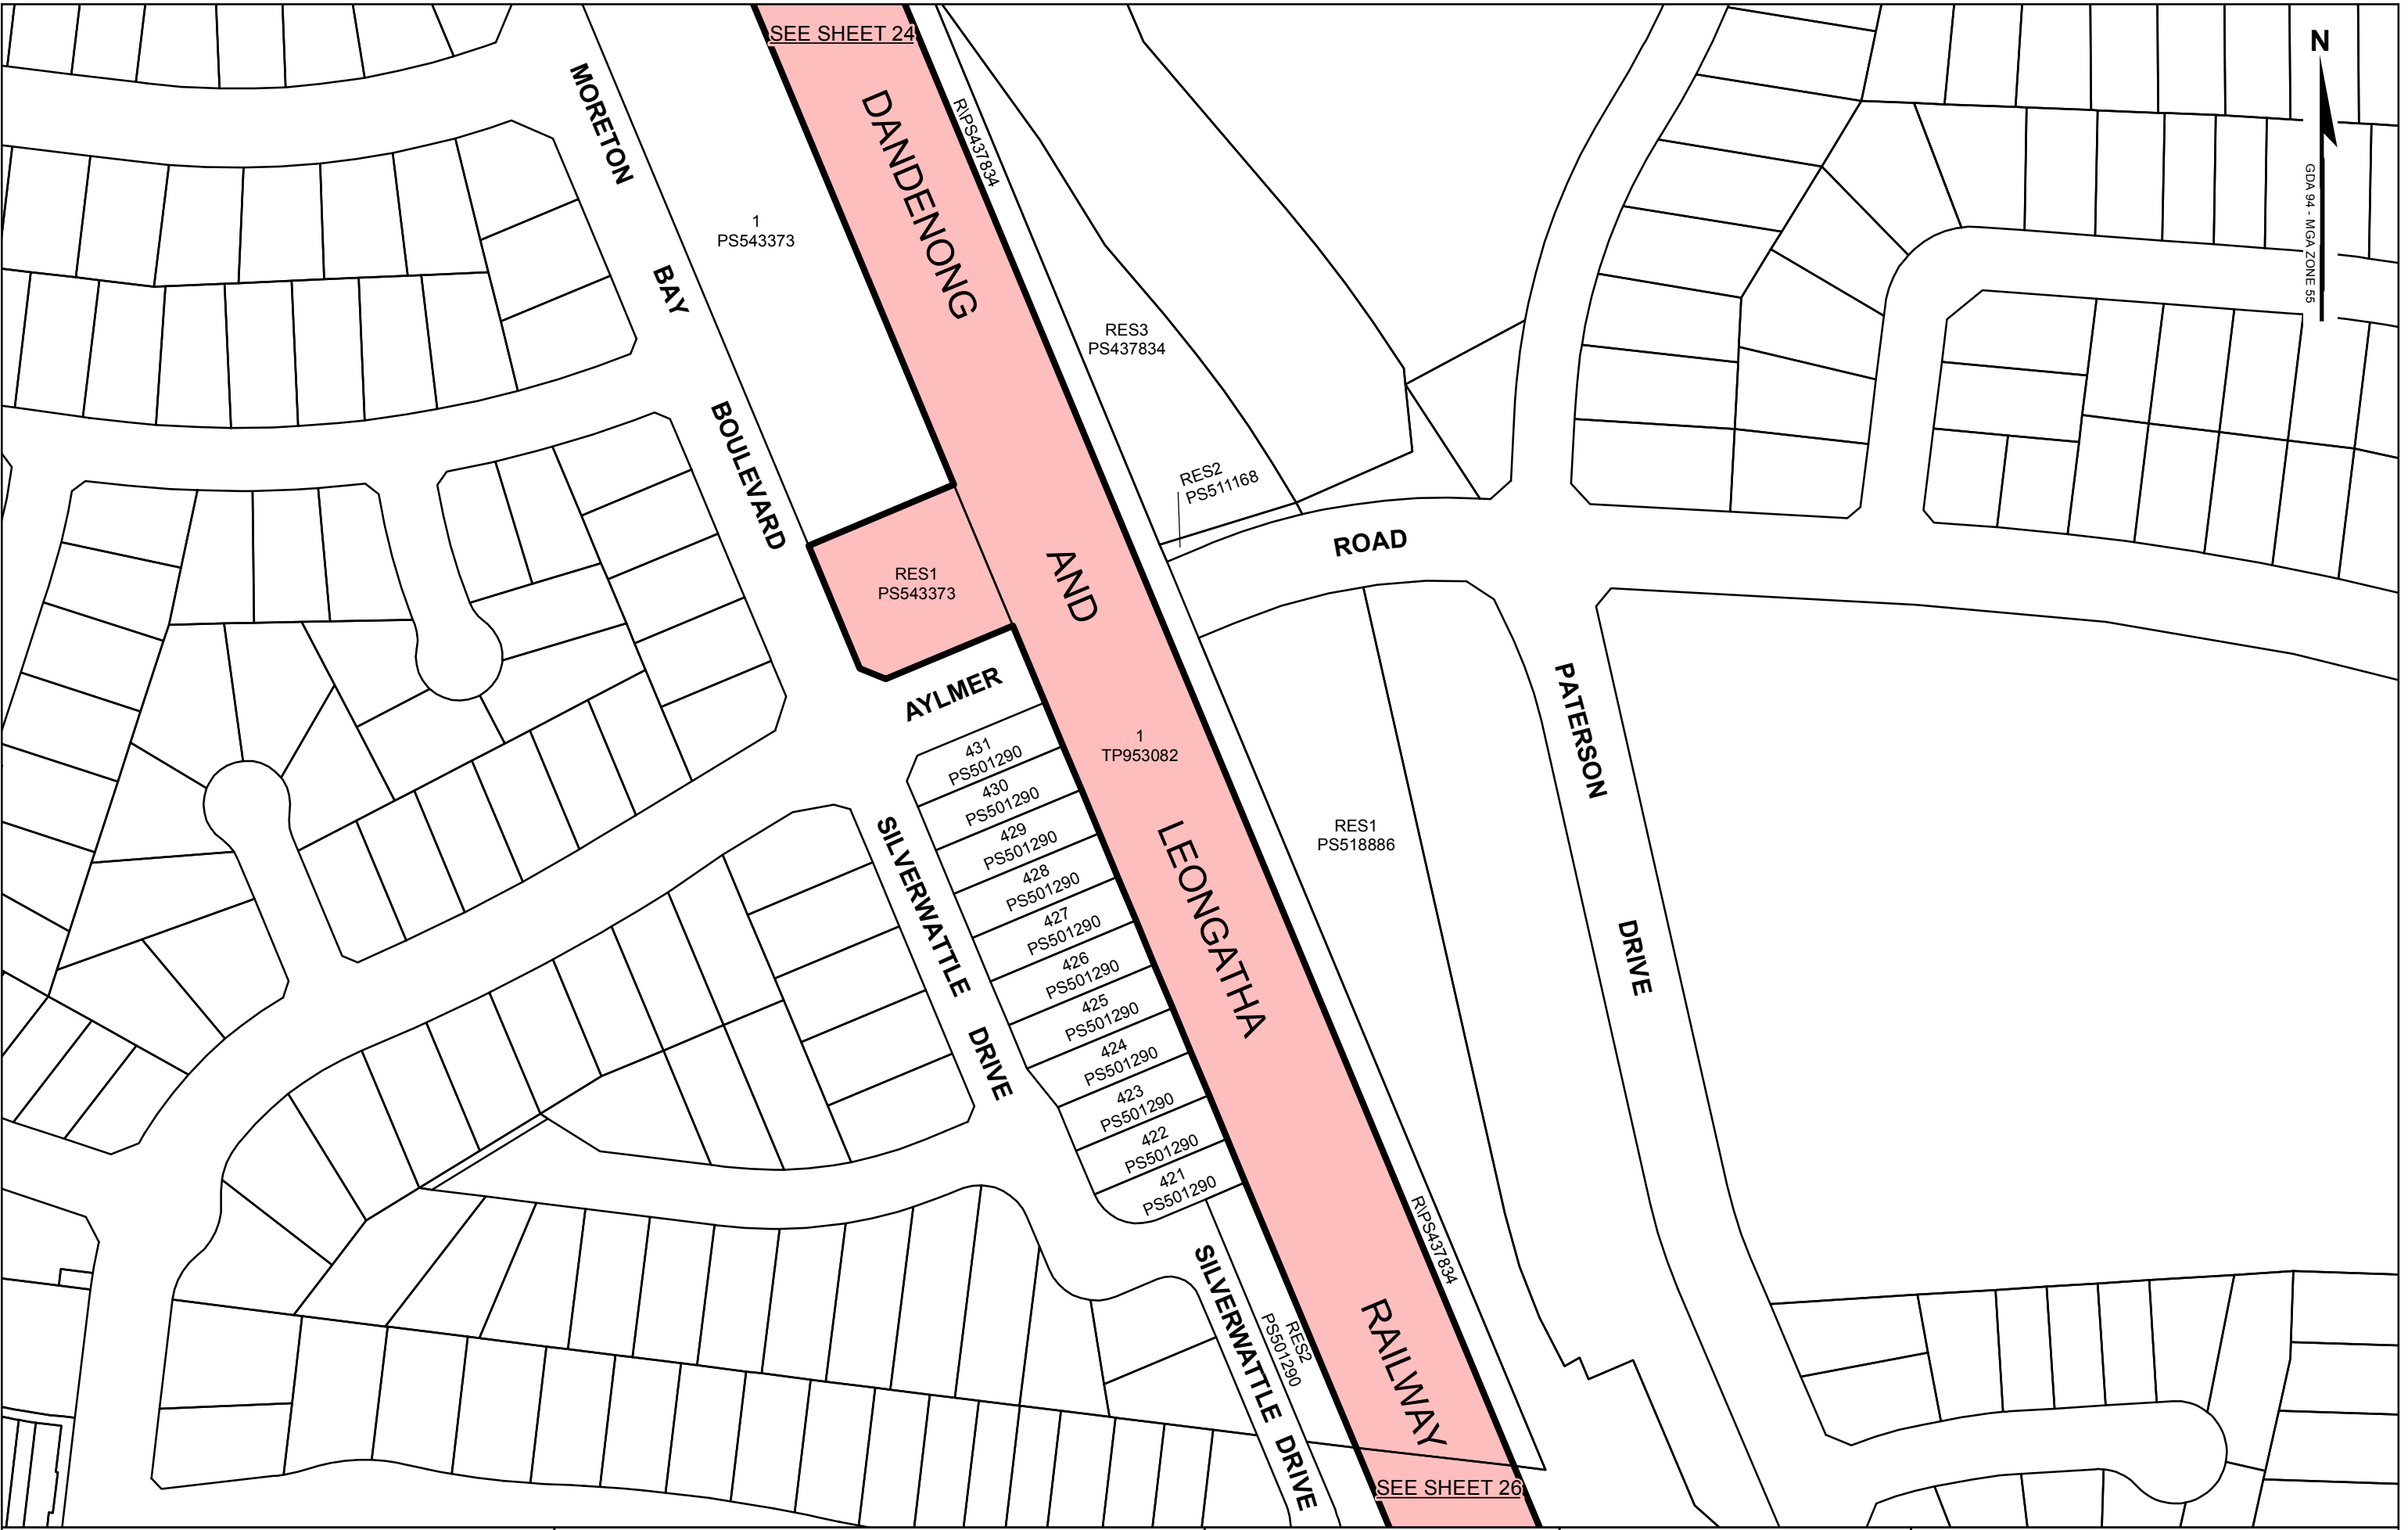 SEE SHEET 24
N
GDA 94 - MGA ZONE 55
MORETON
BAY
BOULEVARD
DANDENONG
AND
LEONGATHA
RAILWAY
R\PS437834
1
PS543373
RES3
PS437834
RES2
PS511168
ROAD
RES1
PS543373
AYLMER
1
TP953082
PATERSON
DRIVE
RES1
PS518886
431
PS501290
430
PS501290
429
PS501290
428
PS501290
427
PS501290
426
PS501290
425
PS501290
424
PS501290
423
PS501290
422
PS501290
421
PS501290
SILVERWATTLE
DRIVE
R\PS437834
SILVERWATTLE
DRIVE
RES2
PS501290
SEE SHEET 26